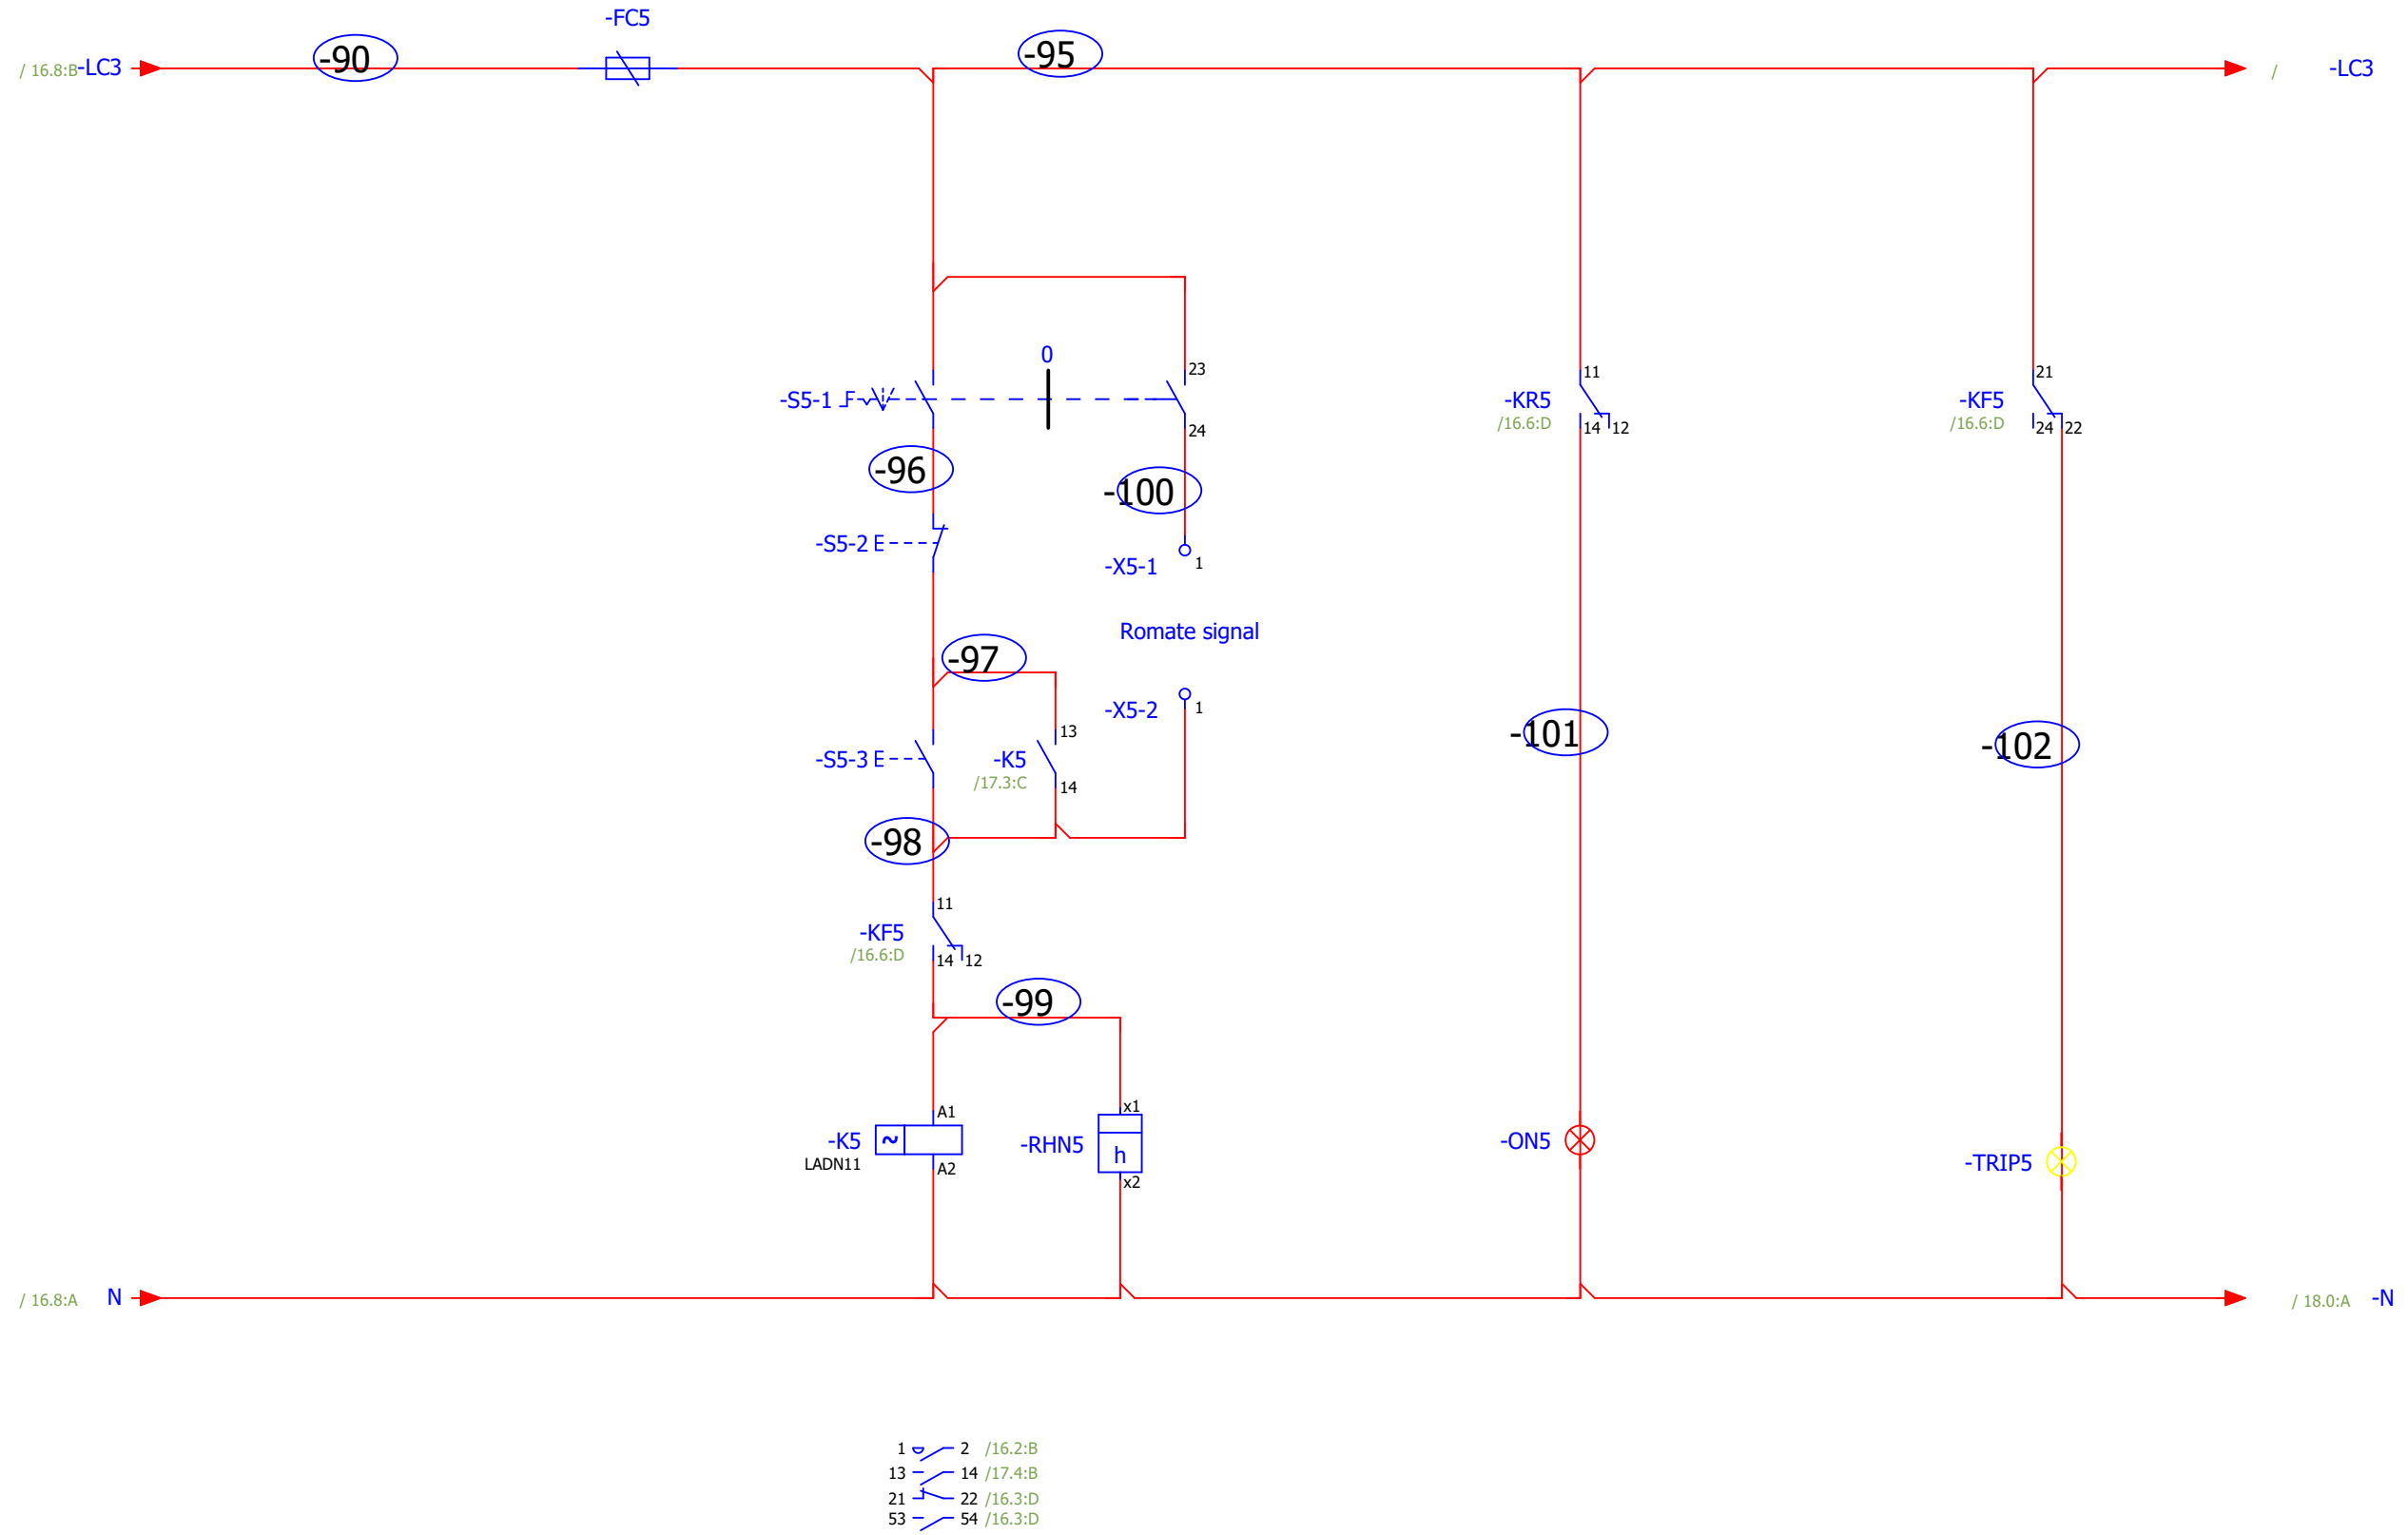 -FC5
/ 16.8:B -LC3
-90
-95
/ -LC3
0
23
-S5-1
24
11
-KR5
/16.6:D
14 12
21
-KF5
/16.6:D
24 22
-96
-100
-S5-2
-X5-1
1
Romate signal
-97
-X5-2
1
13
-S5-3
-K5
/17.3:C
14
-101
-102
-98
11
-KF5
/16.6:D
14 12
-99
A1
-K5
~
LADN11
A2
x1
-RHN5
h
x2
-ON5
-TRIP5
/ 16.8:A N
/ 18.0:A -N
1 2 /16.2:B
13 14 /17.4:B
21 22 /16.3:D
53 54 /16.3:D